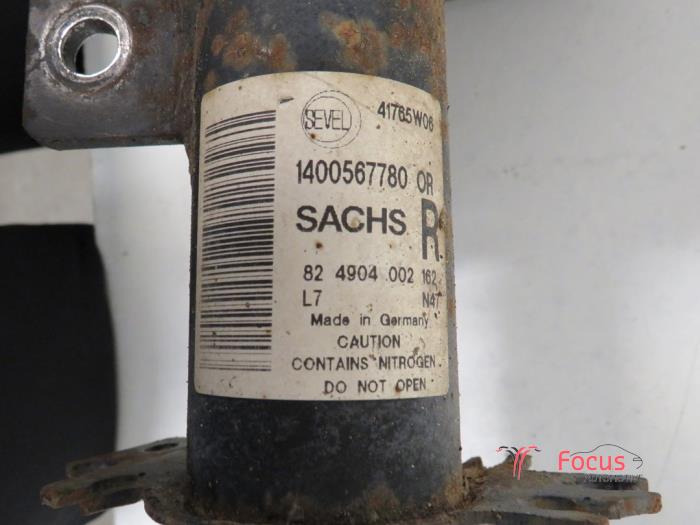 SEVEL
41765W06
1400567780 OR
SACHS R
82 4904 002 162
L7 N47
Made in Germany
CAUTION
CONTAINS NITROGEN
DO NOT OPEN
Focus
AUTOMOTIVE